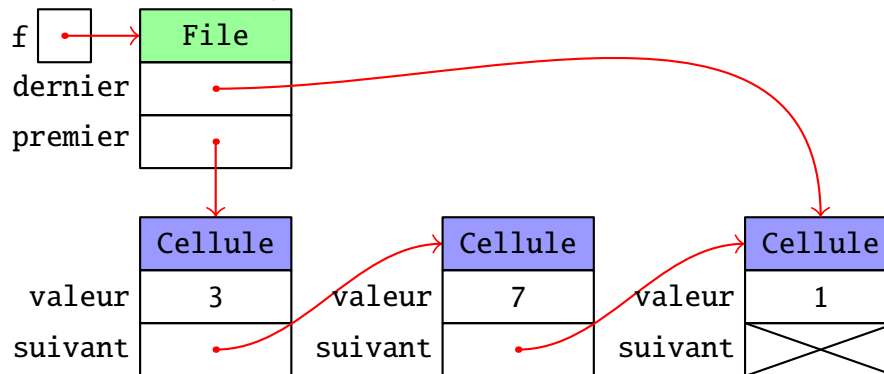 f File
dernier
premier
Cellule Cellule Cellule
valeur 3 valeur 7 valeur 1
suivant suivant suivant